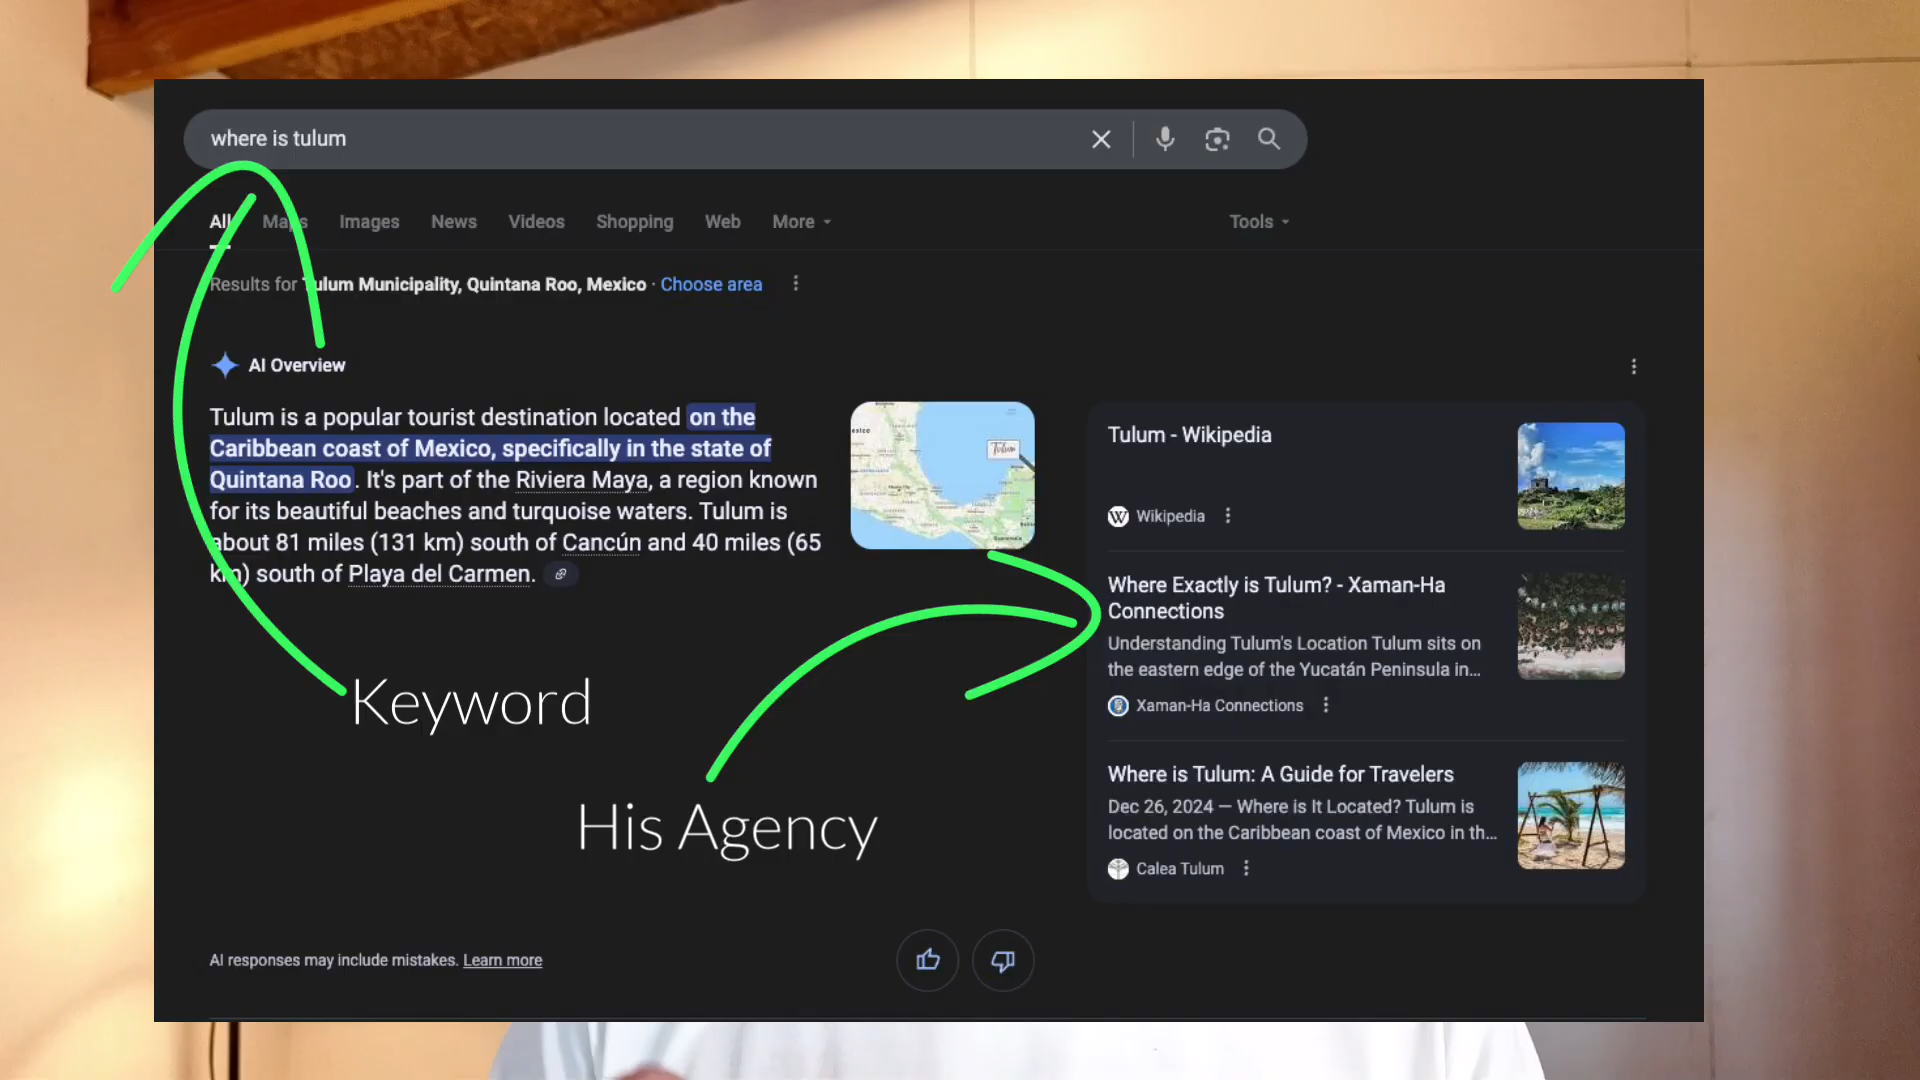 where is tulum
All Maps Images News Videos Shopping Web More Tools
Results for Tulum Municipality, Quintana Roo, Mexico · Choose area
AI Overview
Tulum is a popular tourist destination located on the
Caribbean coast of Mexico, specifically in the state of
Quintana Roo. It's part of the Riviera Maya, a region known
for its beautiful beaches and turquoise waters. Tulum is
about 81 miles (131 km) south of Cancún and 40 miles (65
km) south of Playa del Carmen.
Tulum
Tulum - Wikipedia
Wikipedia
Where Exactly is Tulum? - Xaman-Ha
Connections
Understanding Tulum's Location Tulum sits on
the eastern edge of the Yucatán Peninsula in...
Xaman-Ha Connections
Where is Tulum: A Guide for Travelers
Dec 26, 2024 — Where is It Located? Tulum is
located on the Caribbean coast of Mexico in th...
Calea Tulum
Keyword
His Agency
AI responses may include mistakes. Learn more